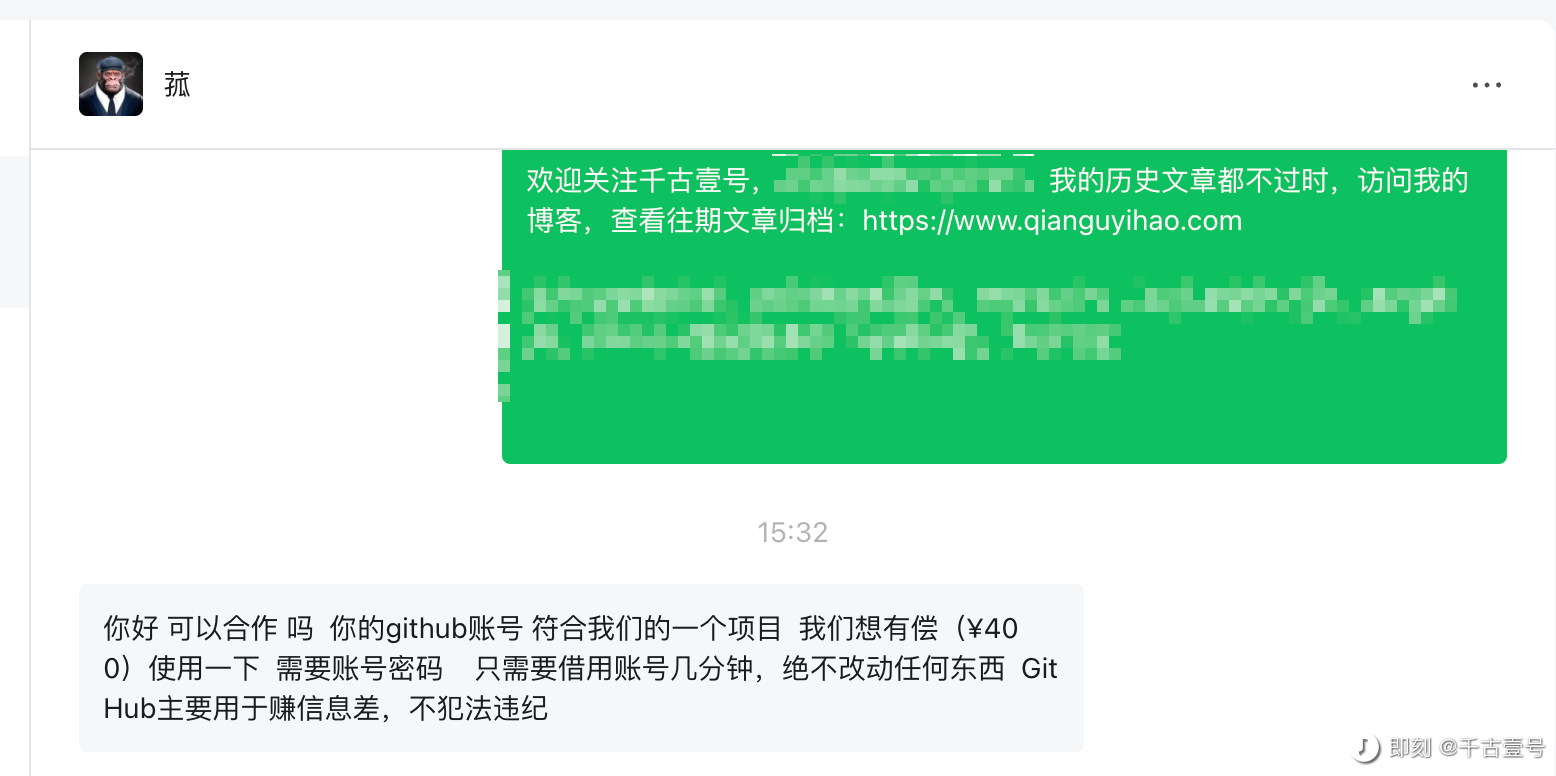 菰
欢迎关注千古壹号，我的历史文章都不过时，访问我的
博客，查看往期文章归档：https://www.qianguyihao.com
15:32
你好 可以合作 吗  你的github账号 符合我们的一个项目  我们想有偿（¥40
0）使用一下  需要账号密码    只需要借用账号几分钟，绝不改动任何东西  Git
Hub主要用于赚信息差，不犯法违纪
即刻 @千古壹号